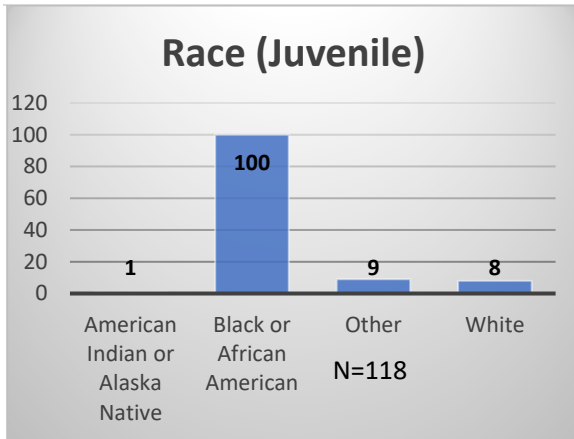 Race (Juvenile)
120
100
80
60
40
20
0
1
100
9
8
American
Indian or
Alaska
Native
Black or
African
American
Other
White
N=118